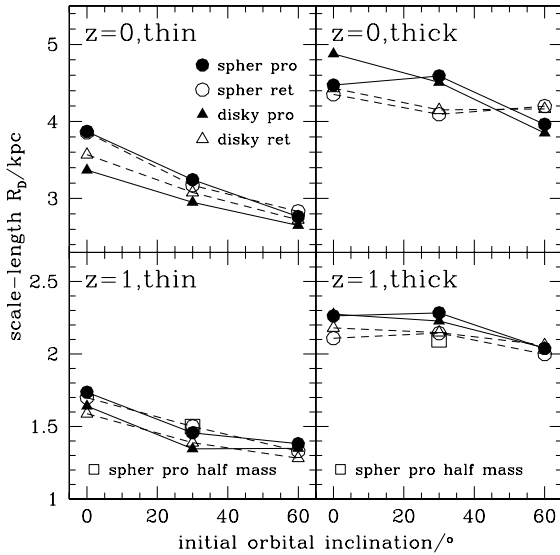 z=0,thin
z=0,thick
spher pro
spher ret
disky pro
disky ret
5
4
3
scale-length R_D/kpc
z=1,thin
z=1,thick
2.5
2
1.5
1
spher pro half mass
spher pro half mass
0 20 40 60 0 20 40 60
initial orbital inclination/°